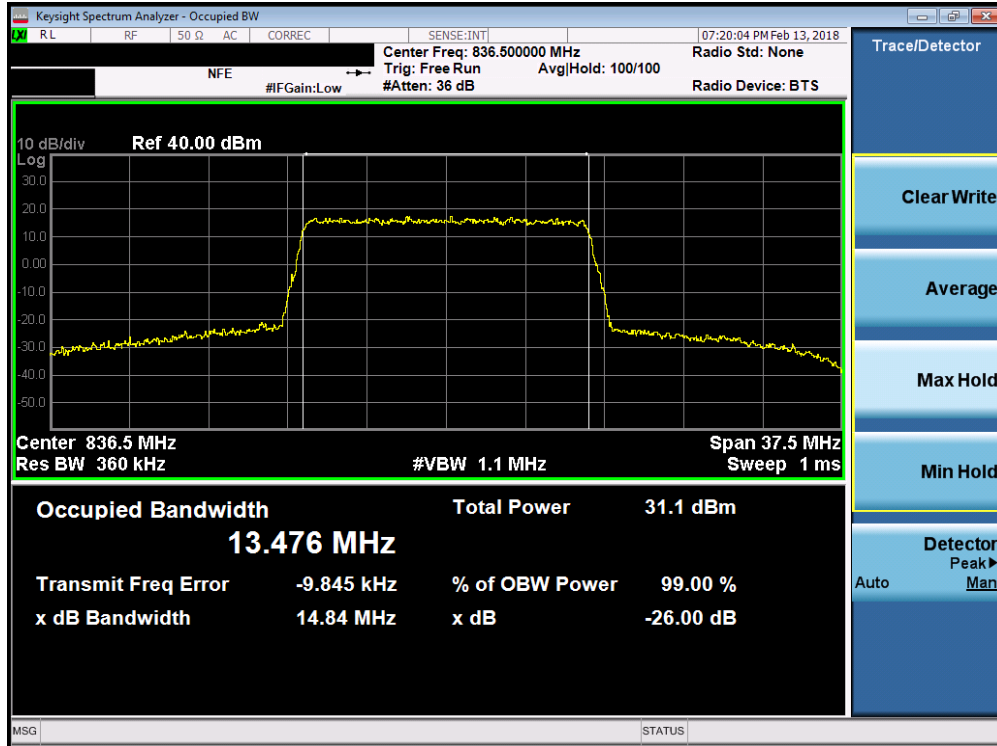 Keysight Spectrum Analyzer - Occupied BW
LXI RL RF 50 Ω AC CORREC SENSE:INT 07:20:04 PM Feb 13, 2018
Center Freq: 836.500000 MHz Radio Std: None
NFE Trig: Free Run Avg|Hold: 100/100
#IFGain:Low #Atten: 36 dB Radio Device: BTS
10 dB/div Ref 40.00 dBm
Log
30.0
20.0
10.0
0.00
-10.0
-20.0
-30.0
-40.0
-50.0
Center 836.5 MHz Span 37.5 MHz
Res BW 360 kHz #VBW 1.1 MHz Sweep 1 ms
Occupied Bandwidth Total Power 31.1 dBm
13.476 MHz
Transmit Freq Error -9.845 kHz % of OBW Power 99.00 %
x dB Bandwidth 14.84 MHz x dB -26.00 dB
MSG STATUS
Trace/Detector
Clear Write
Average
Max Hold
Min Hold
Detector
Peak▶
Auto Man